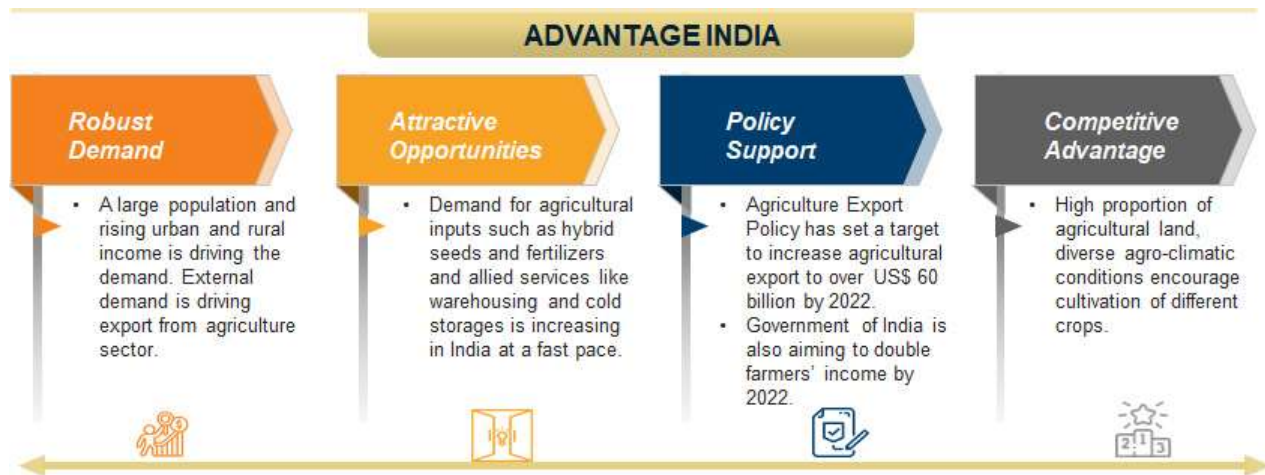 ADVANTAGE INDIA
Robust
Demand
• A large population and
rising urban and rural
income is driving the
demand. External
demand is driving
export from agriculture
sector.
Attractive
Opportunities
• Demand for agricultural
inputs such as hybrid
seeds and fertilizers
and allied services like
warehousing and cold
storages is increasing
in India at a fast pace.
Policy
Support
• Agriculture Export
Policy has set a target
to increase agricultural
export to over US$ 60
billion by 2022.
• Government of India is
also aiming to double
farmers’ income by
2022.
Competitive
Advantage
• High proportion of
agricultural land,
diverse agro-climatic
conditions encourage
cultivation of different
crops.
2 1 3